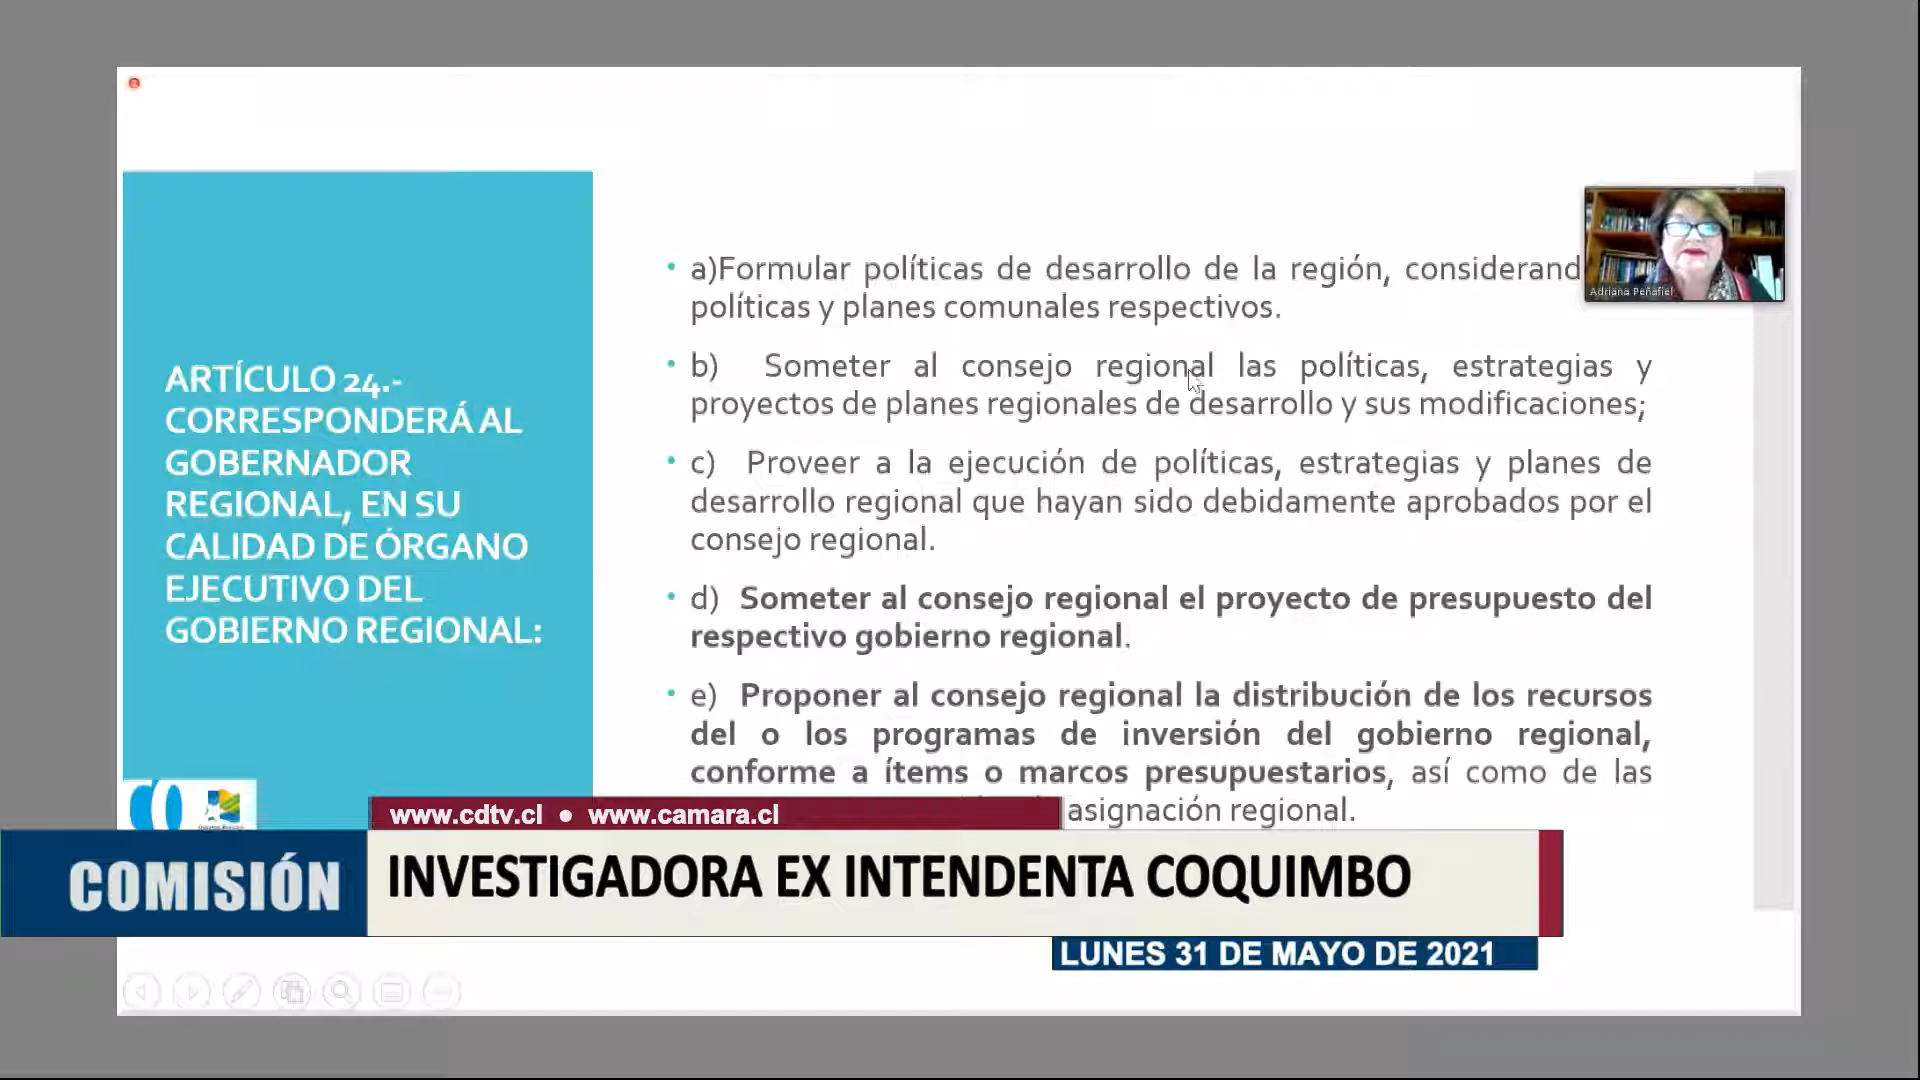 ARTÍCULO 24.-
CORRESPONDERÁ AL
GOBERNADOR
REGIONAL, EN SU
CALIDAD DE ÓRGANO
EJECUTIVO DEL
GOBIERNO REGIONAL:
• a)Formular políticas de desarrollo de la región, considerand
políticas y planes comunales respectivos.
• b) Someter al consejo regional las políticas, estrategias y
proyectos de planes regionales de desarrollo y sus modificaciones;
• c) Proveer a la ejecución de políticas, estrategias y planes de
desarrollo regional que hayan sido debidamente aprobados por el
consejo regional.
• d) Someter al consejo regional el proyecto de presupuesto del
respectivo gobierno regional.
• e) Proponer al consejo regional la distribución de los recursos
del o los programas de inversión del gobierno regional,
conforme a ítems o marcos presupuestarios, así como de las
asignación regional.
Adriana Peñafiel
www.cdtv.cl ● www.camara.cl
COMISIÓN
INVESTIGADORA EX INTENDENTA COQUIMBO
LUNES 31 DE MAYO DE 2021